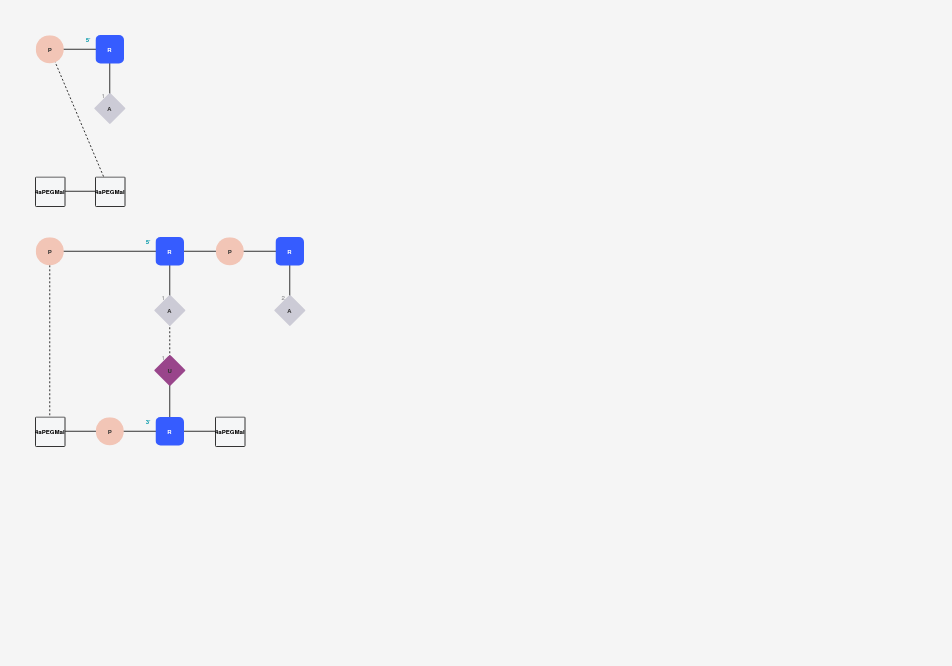 5'
P R
1
A
4aPEGMal 4aPEGMal
5'
P R P R
1 2
A A
1
U
3'
4aPEGMal P R 4aPEGMal